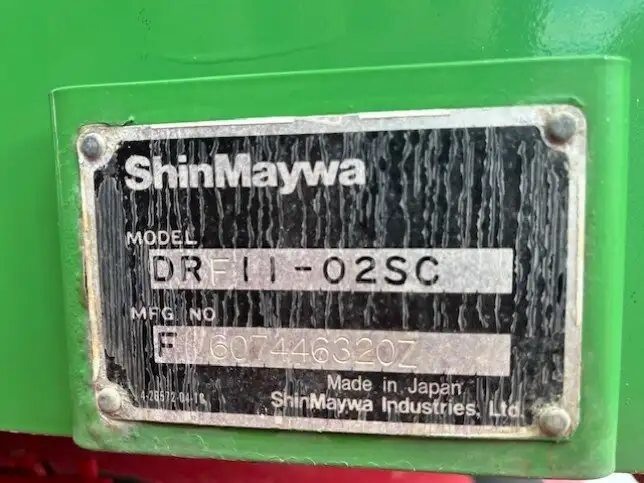 ShinMaywa
MODEL
DRF11-02SC
MFG NO
F 607446320Z
Made in Japan
ShinMaywa Industries, Ltd.